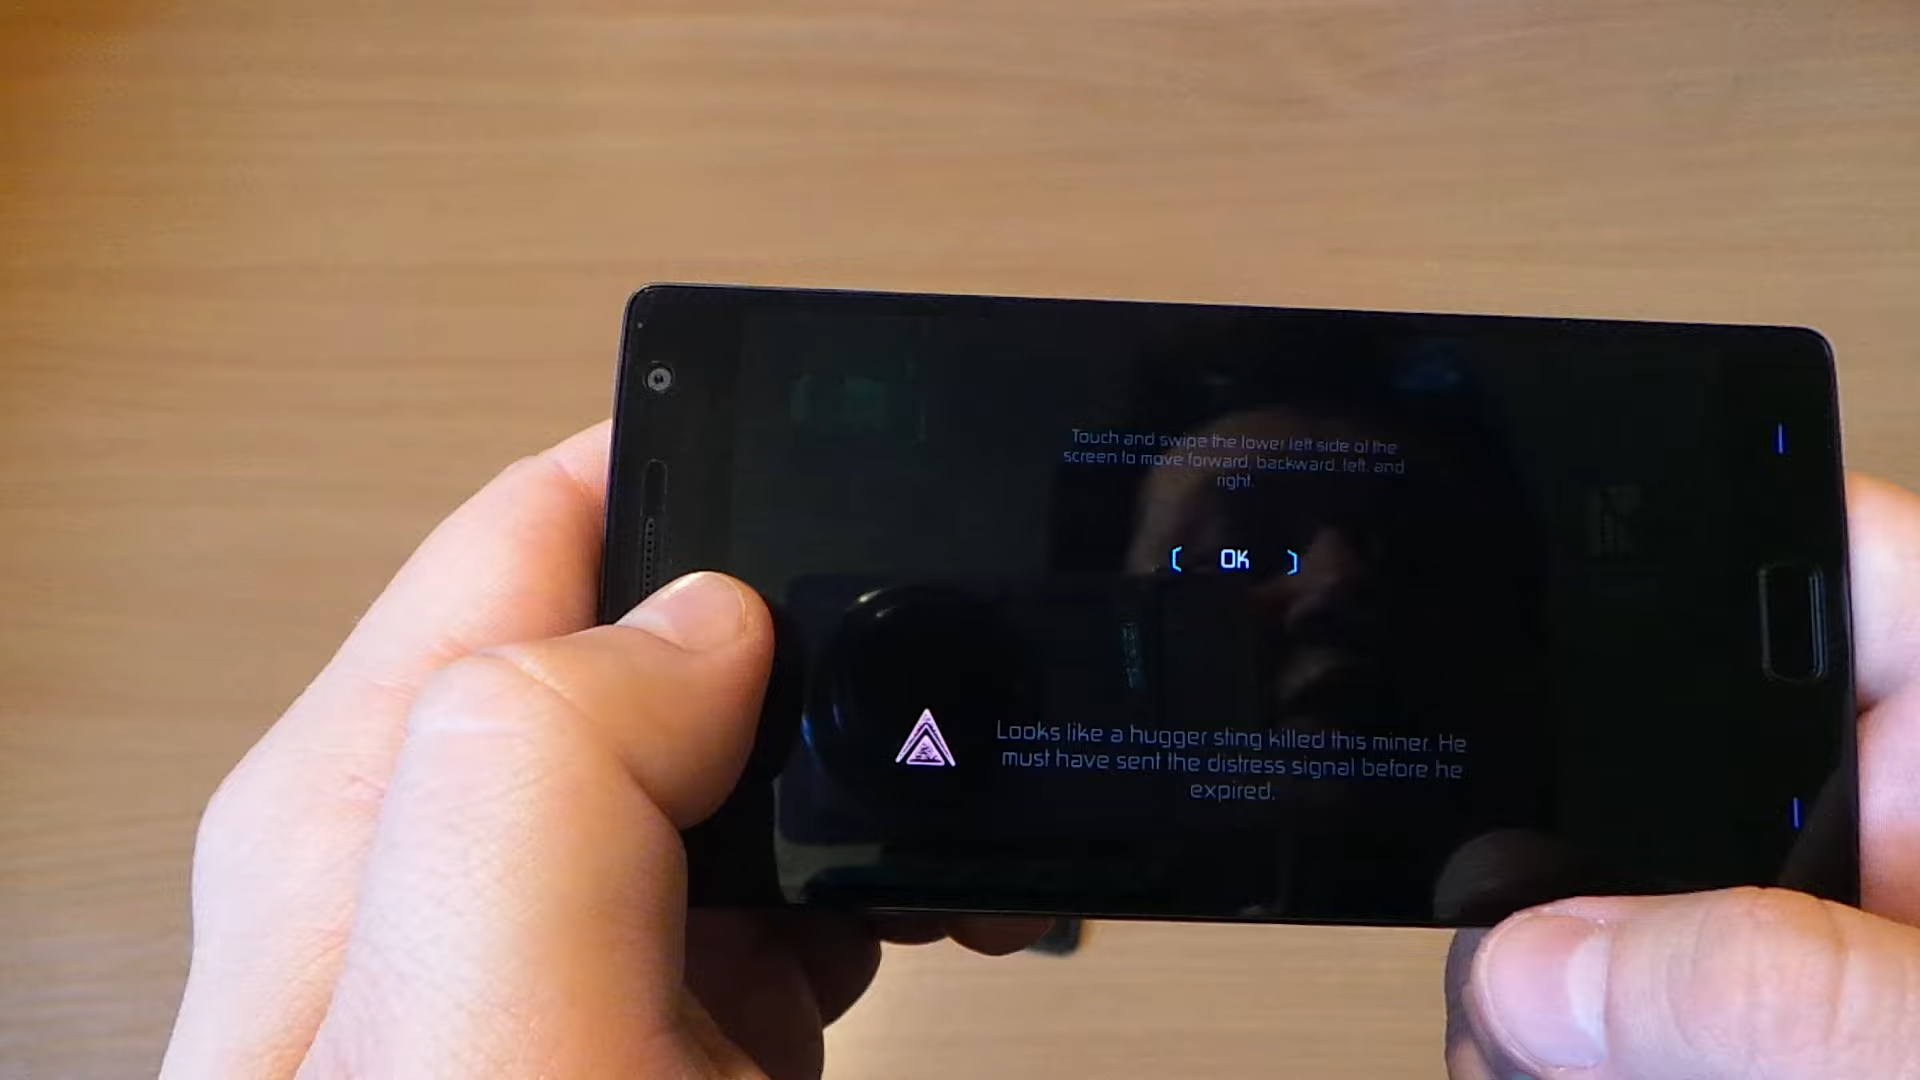 Touch and swipe the lower left side of the
screen to move forward, backward, left, and
right.
OK
Looks like a hugger sting killed this miner. He
must have sent the distress signal before he
expired.